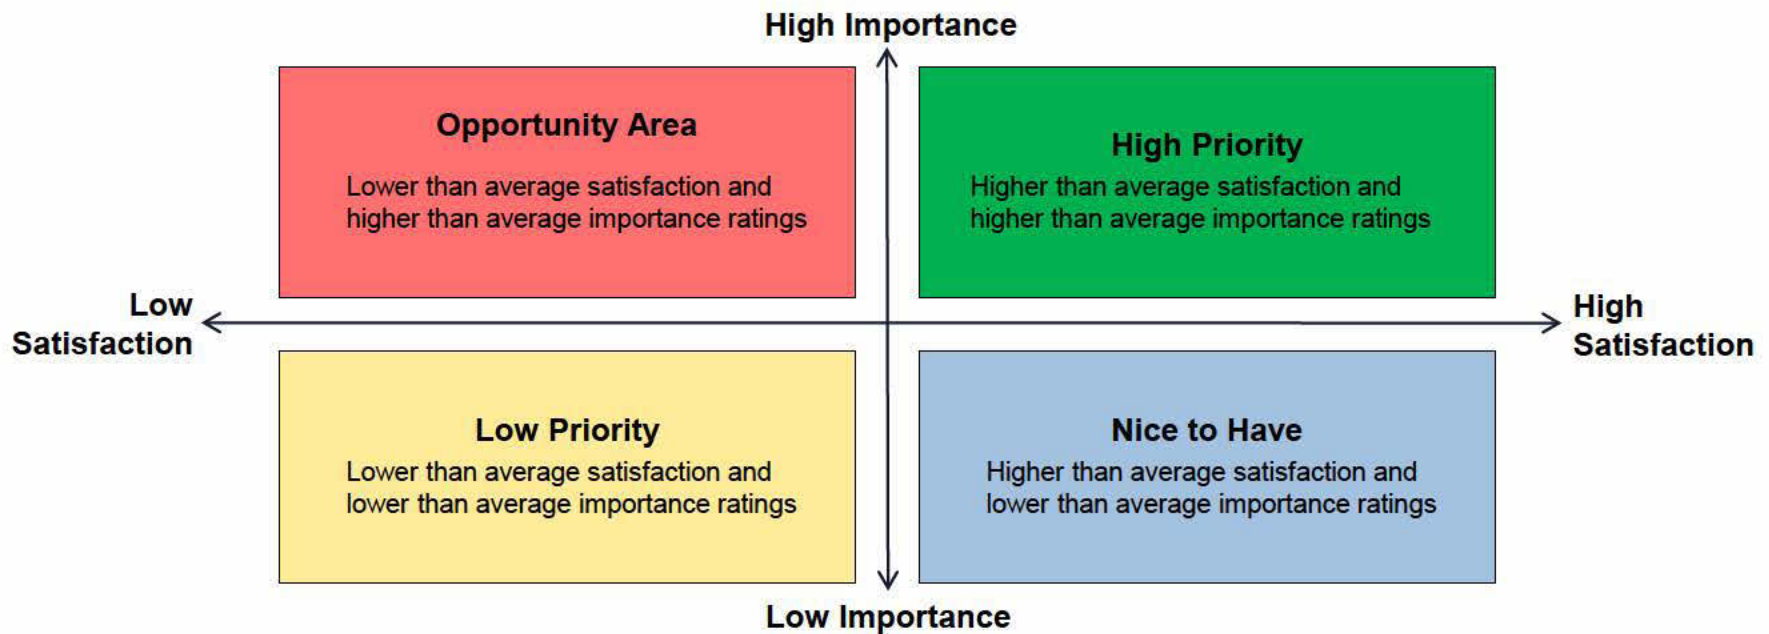 High Importance
Opportunity Area
Lower than average satisfaction and
higher than average importance ratings
High Priority
Higher than average satisfaction and
higher than average importance ratings
Low
Satisfaction
High
Satisfaction
Low Priority
Lower than average satisfaction and
lower than average importance ratings
Nice to Have
Higher than average satisfaction and
lower than average importance ratings
Low Importance